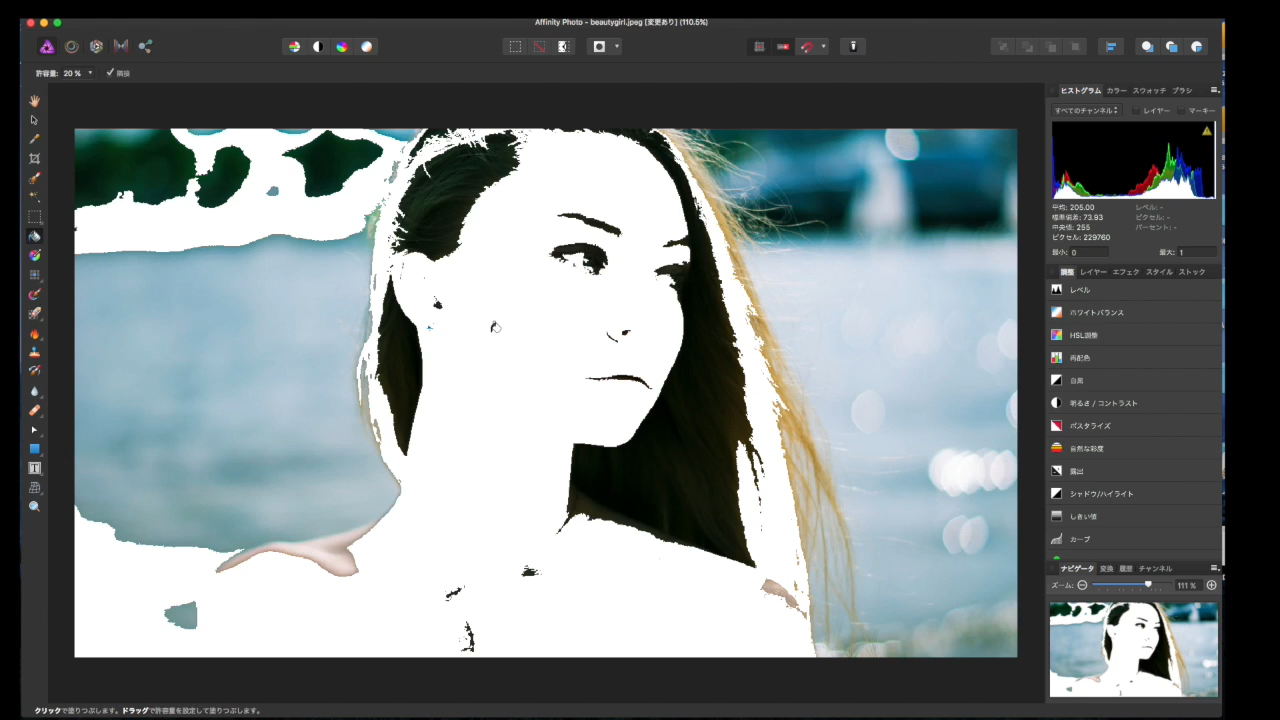 Affinity Photo - beautygirl.jpeg [変更あり] (110.5%)
許容量: 20 % 隣接
ヒストグラム カラー スウォッチ ブラシ
すべてのチャンネル レイヤー マーキー
平均: 205.00 レベル: -
標準偏差: 73.93 ピクセル: -
中央値: 255 パーセント: -
ピクセル: 229760
最小: 0 最大: 1
調整 レイヤー エフェク スタイル ストック
レベル
ホワイトバランス
HSL調整
再配色
白黒
明るさ / コントラスト
ポスタライズ
自然な彩度
露出
シャドウ/ハイライト
しきい値
カーブ
ナビゲータ 変換 履歴 チャンネル
ズーム: 111 %
クリックで塗りつぶします。ドラッグで許容量を設定して塗りつぶします。